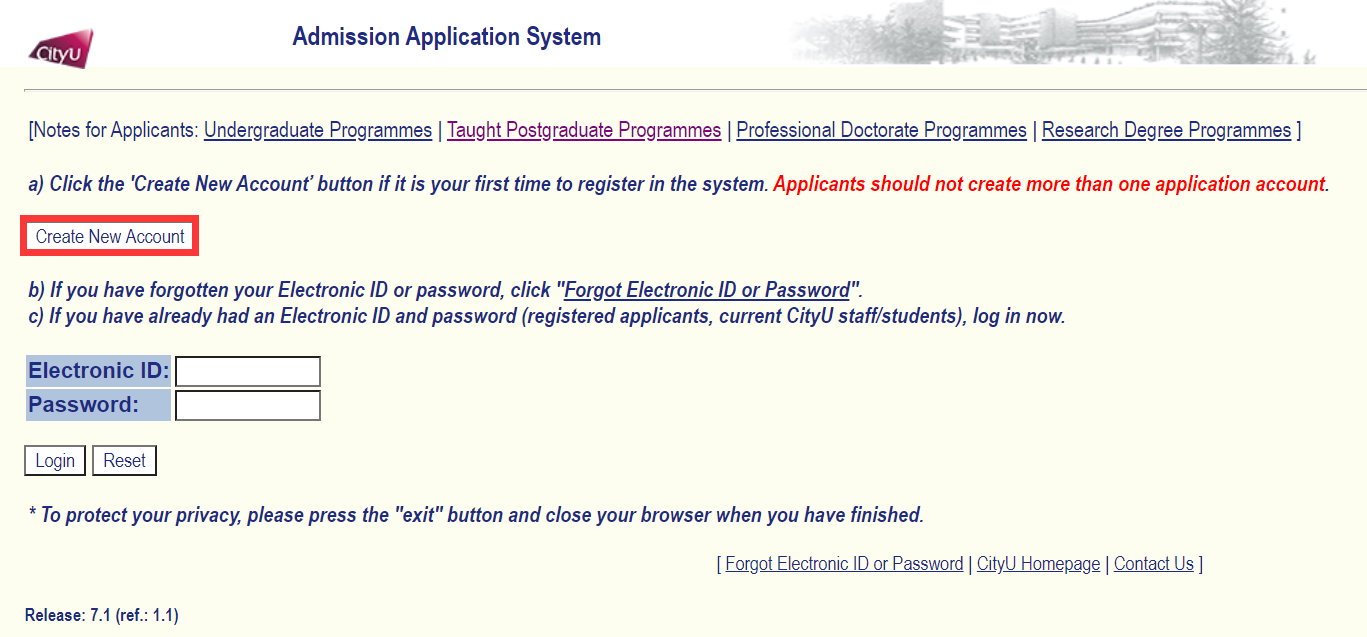 CityU
Admission Application System
[Notes for Applicants: Undergraduate Programmes | Taught Postgraduate Programmes | Professional Doctorate Programmes | Research Degree Programmes ]
a) Click the 'Create New Account’ button if it is your first time to register in the system. Applicants should not create more than one application account.
Create New Account
b) If you have forgotten your Electronic ID or password, click "Forgot Electronic ID or Password".
c) If you have already had an Electronic ID and password (registered applicants, current CityU staff/students), log in now.
Electronic ID:
Password:
Login Reset
* To protect your privacy, please press the "exit" button and close your browser when you have finished.
[ Forgot Electronic ID or Password | CityU Homepage | Contact Us ]
Release: 7.1 (ref.: 1.1)